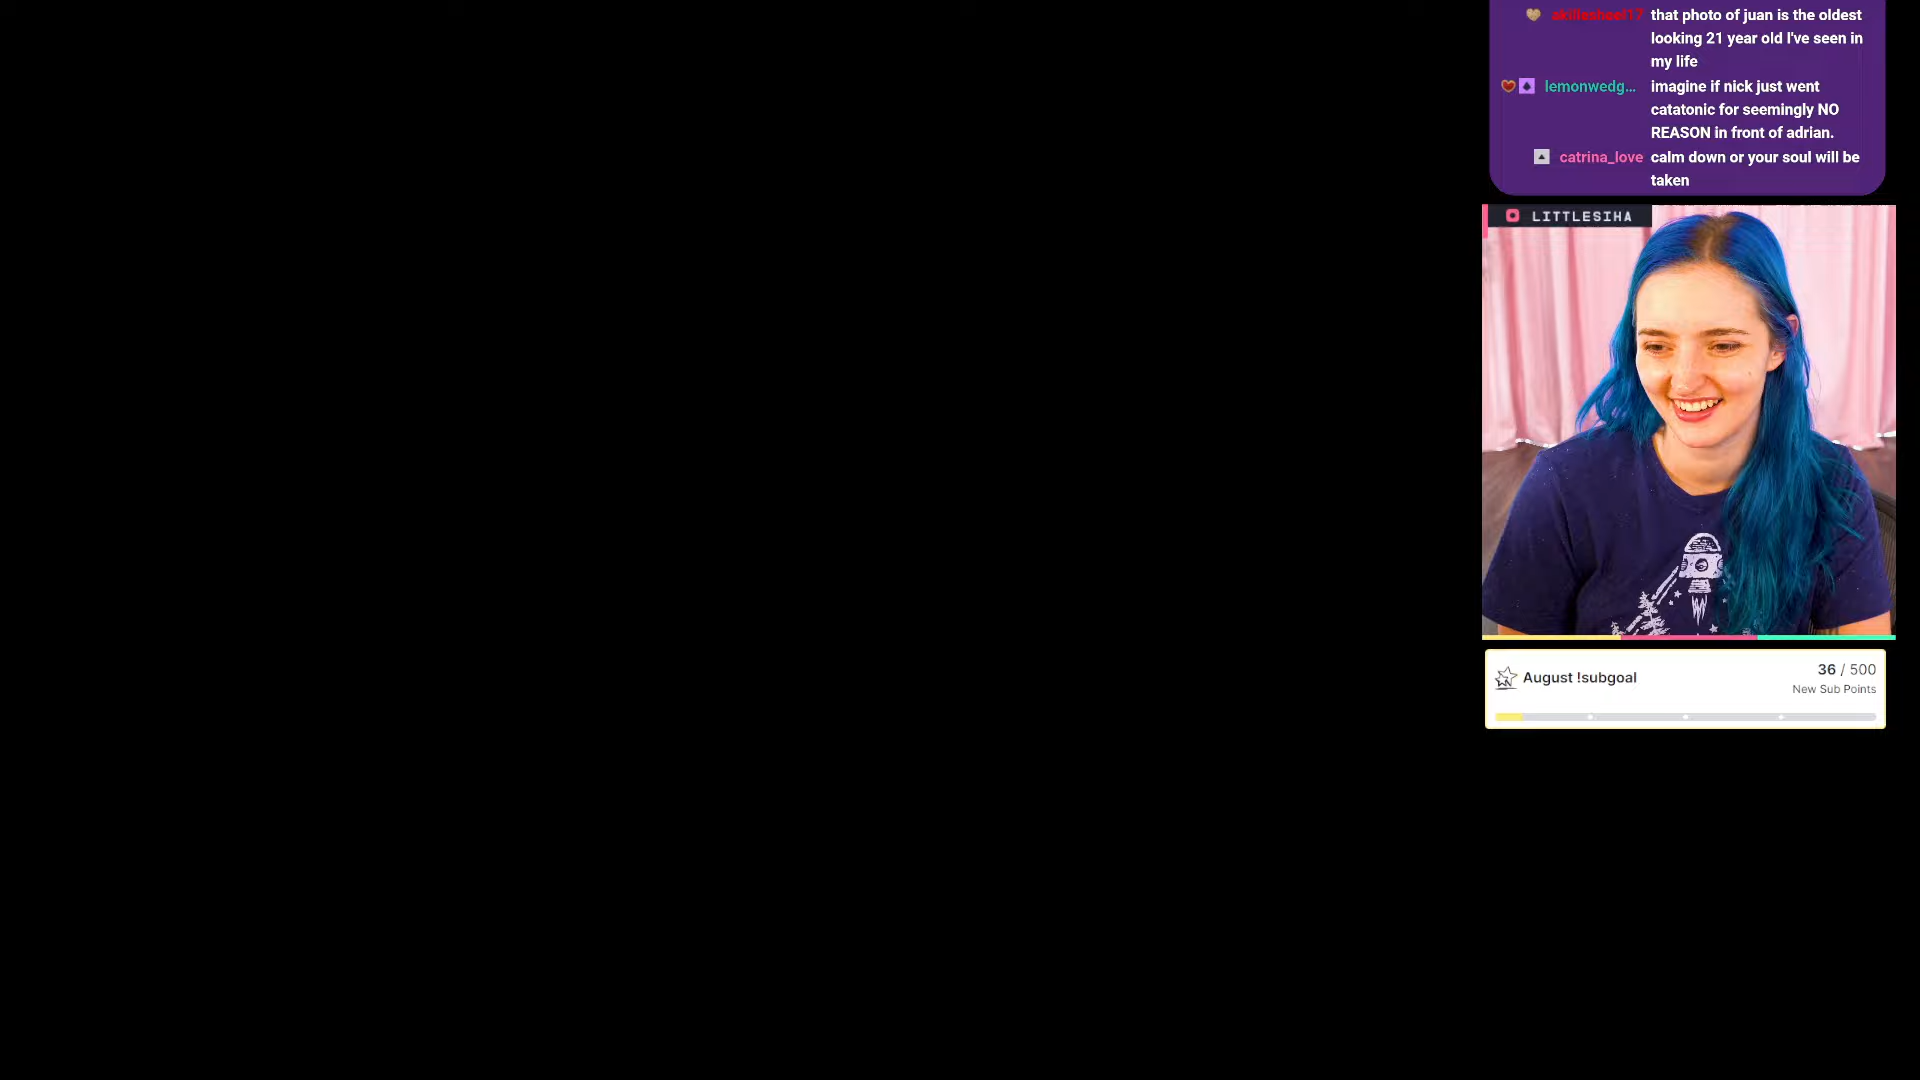 akillesheel17 that photo of juan is the oldest
looking 21 year old I've seen in
my life
lemonwedg... imagine if nick just went
catatonic for seemingly NO
REASON in front of adrian.
catrina_love calm down or your soul will be
taken
LITTLESIHA
August !subgoal
36 / 500
New Sub Points